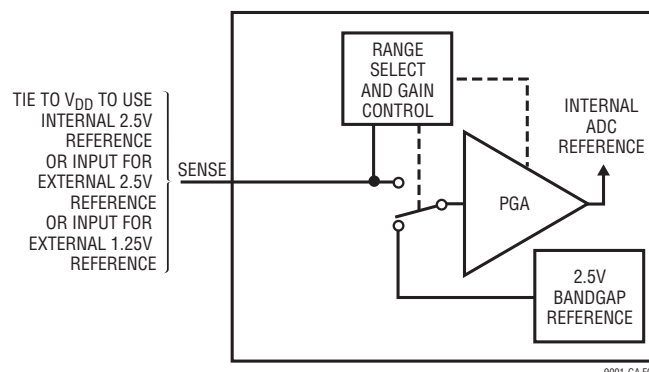 TIE TO VDD TO USE
INTERNAL 2.5V
REFERENCE
OR INPUT FOR
EXTERNAL 2.5V
REFERENCE
OR INPUT FOR
EXTERNAL 1.25V
REFERENCE
SENSE
RANGE
SELECT
AND GAIN
CONTROL
PGA
INTERNAL
ADC
REFERENCE
2.5V
BANDGAP
REFERENCE